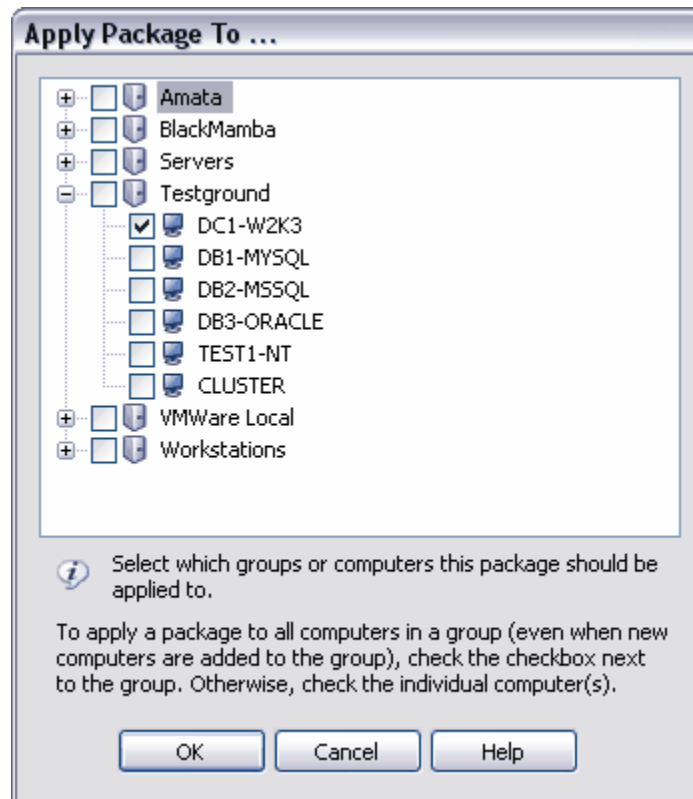 Apply Package To ...
Amata
BlackMamba
Servers
Testground
DC1-W2K3
DB1-MYSQL
DB2-MSSQL
DB3-ORACLE
TEST1-NT
CLUSTER
VMWare Local
Workstations
Select which groups or computers this package should be
applied to.
To apply a package to all computers in a group (even when new
computers are added to the group), check the checkbox next
to the group. Otherwise, check the individual computer(s).
OK Cancel Help